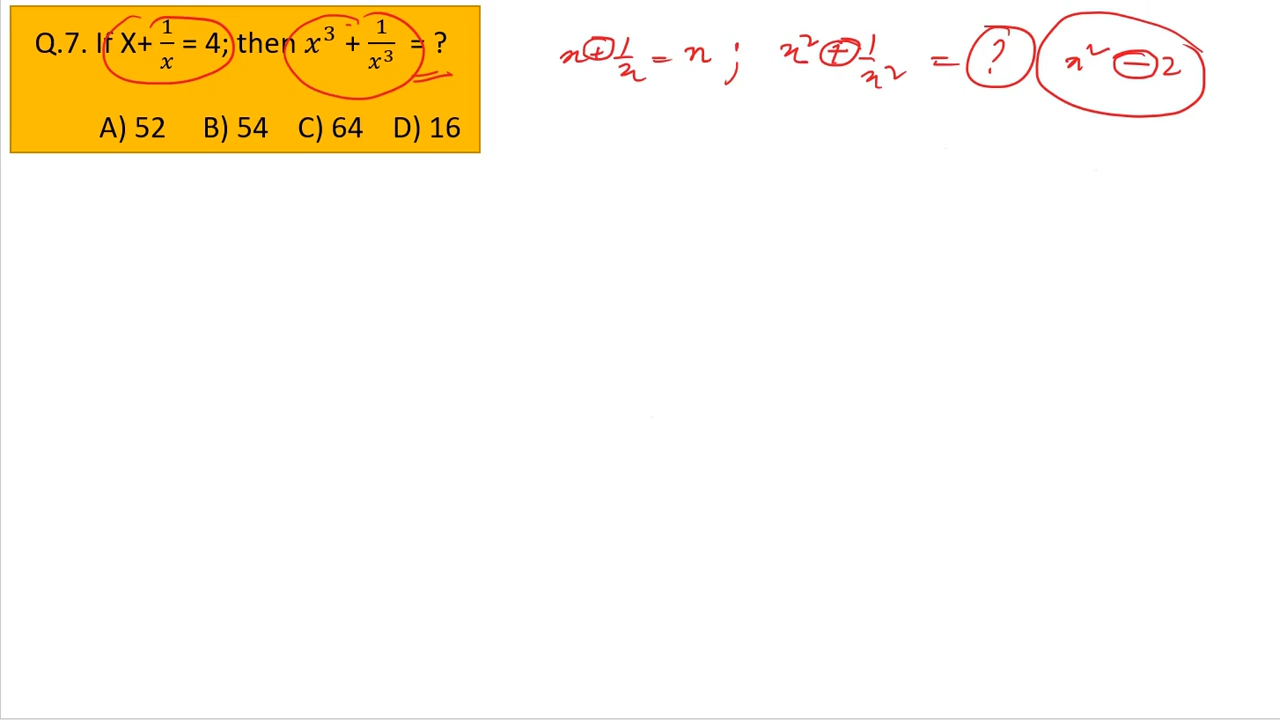 Q.7. If X+ 1/x = 4; then x³ + 1/x³ = ?
A) 52 B) 54 C) 64 D) 16
x + 1/x = n ; x² + 1/x² = ? n² - 2